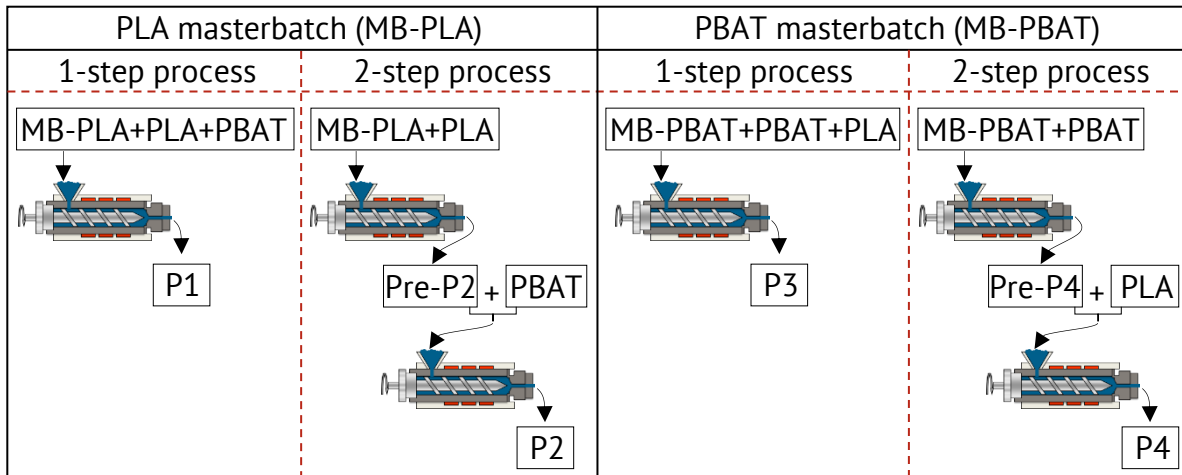 PLA masterbatch (MB-PLA)
PBAT masterbatch (MB-PBAT)
1-step process
2-step process
1-step process
2-step process
MB-PLA+PLA+PBAT
MB-PLA+PLA
MB-PBAT+PBAT+PLA
MB-PBAT+PBAT
P1
Pre-P2 + PBAT
P2
P3
Pre-P4 + PLA
P4